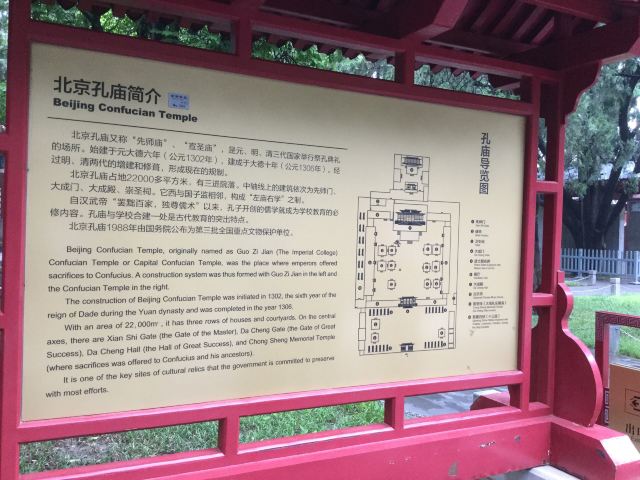 北京孔庙简介
Beijing Confucian Temple
北京孔庙又称“先师庙”、“宣圣庙”，是元、明、清三代国家举行祭孔典礼
的场所。始建于元大德六年（公元1302年），建成于大德十年（公元1306年），经
过明、清两代的增建和修葺，形成现在的规制。
北京孔庙占地22000多平方米，有三进院落，中轴线上的建筑依次为先师门、
大成门、大成殿、崇圣祠。它西与国子监相邻，构成“左庙右学”之制。
自汉武帝“罢黜百家，独尊儒术”以来，孔子开创的儒学就成为学校教育的必
修内容。孔庙与学校合建一处是古代教育的突出特点。
北京孔庙1988年由国务院公布为第三批全国重点文物保护单位。
Beijing Confucian Temple, originally named as Guo Zi Jian (The Imperial College)
Confucian Temple or Capital Confucian Temple, was the place where emperors offered
sacrifices to Confucius. A construction system was thus formed with Guo Zi Jian in the left and
the Confucian Temple in the right.
The construction of Beijing Confucian Temple was initiated in 1302, the sixth year of the
reign of Dade during the Yuan dynasty and was completed in the year 1306.
With an area of 22,000m², it has three rows of houses and courtyards. On the central
axes, there are Xian Shi Gate (the Gate of the Master), Da Cheng Gate (the Gate of Great
Success), Da Cheng Hall (the Hall of Great Success), and Chong Sheng Memorial Temple
(where sacrifices was offered to Confucius and his ancestors).
It is one of the key sites of cultural relics that the government is committed to preserve
with most efforts.
孔庙导览图